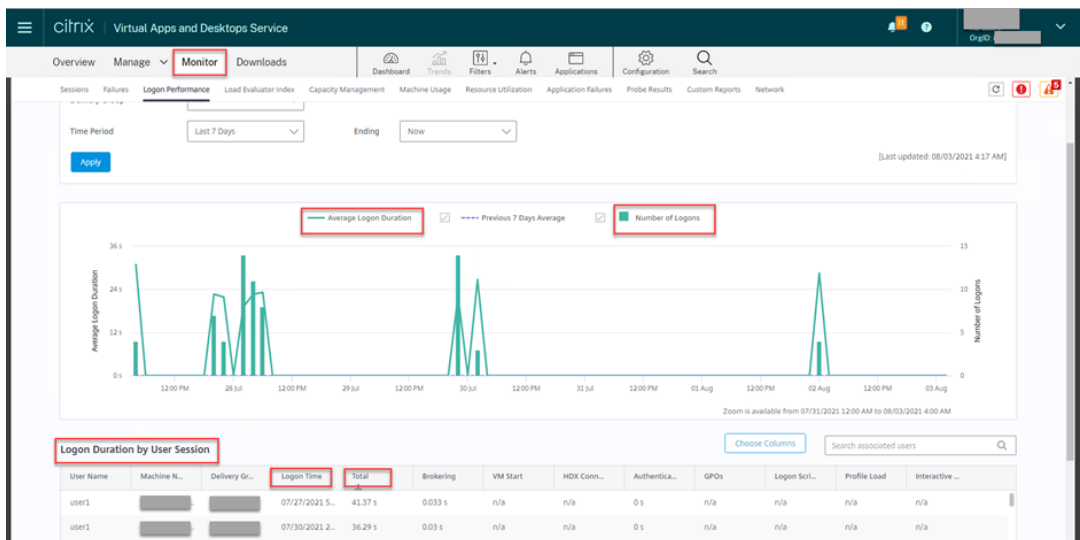 citrix | Virtual Apps and Desktops Service
11
OrgID:
Overview Manage Monitor Downloads
Dashboard Trends Filters Alerts Applications Configuration Search
Sessions Failures Logon Performance Load Evaluator Index Capacity Management Machine Usage Resource Utilization Application Failures Probe Results Custom Reports Network
5
Time Period Last 7 Days Ending Now
Apply [Last updated: 08/03/2021 4:17 AM]
Average Logon Duration Previous 7 Days Average Number of Logons
36 s 15
24 s 10
12 s 5
0 s 0
Average Logon Duration
Number of Logons
12:00 PM 28 Jul 12:00 PM 29 Jul 12:00 PM 30 Jul 12:00 PM 31 Jul 12:00 PM 01 Aug 12:00 PM 02 Aug 12:00 PM 03 Aug
Zoom is available from 07/31/2021 12:00 AM to 08/03/2021 4:00 AM
Logon Duration by User Session Choose Columns Search associated users
User Name Machine N... Delivery Gr... Logon Time Total Brokering VM Start HDX Conn... Authentica... GPOs Logon Scri... Profile Load Interactive ...
user1 07/27/2021 5... 41.37 s 0.033 s n/a n/a 0 s n/a n/a n/a n/a
user1 07/30/2021 2... 36.29 s 0.03 s n/a n/a 0 s n/a n/a n/a n/a